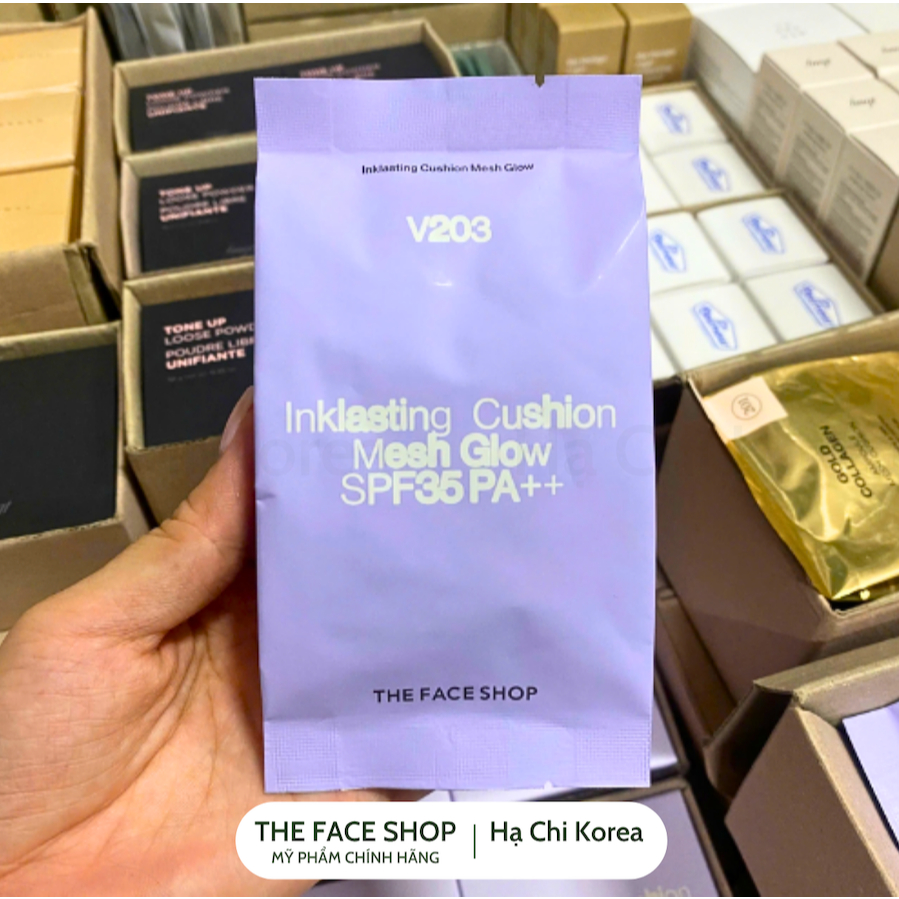 Inklasting Cushion Mesh Glow
V203
Inklasting Cushion
Mesh Glow
SPF35 PA++
THE FACE SHOP
TONE UP
LOOSE POWDER
POUDRE LIBRE
UNIFIANTE
TONE UP
LOOSE POWD
POUDRE LIB
UNIFIANTE
GOLD
COLLAGEN
THE FACE SHOP
MỸ PHẨM CHÍNH HÃNG
Hạ Chi Korea